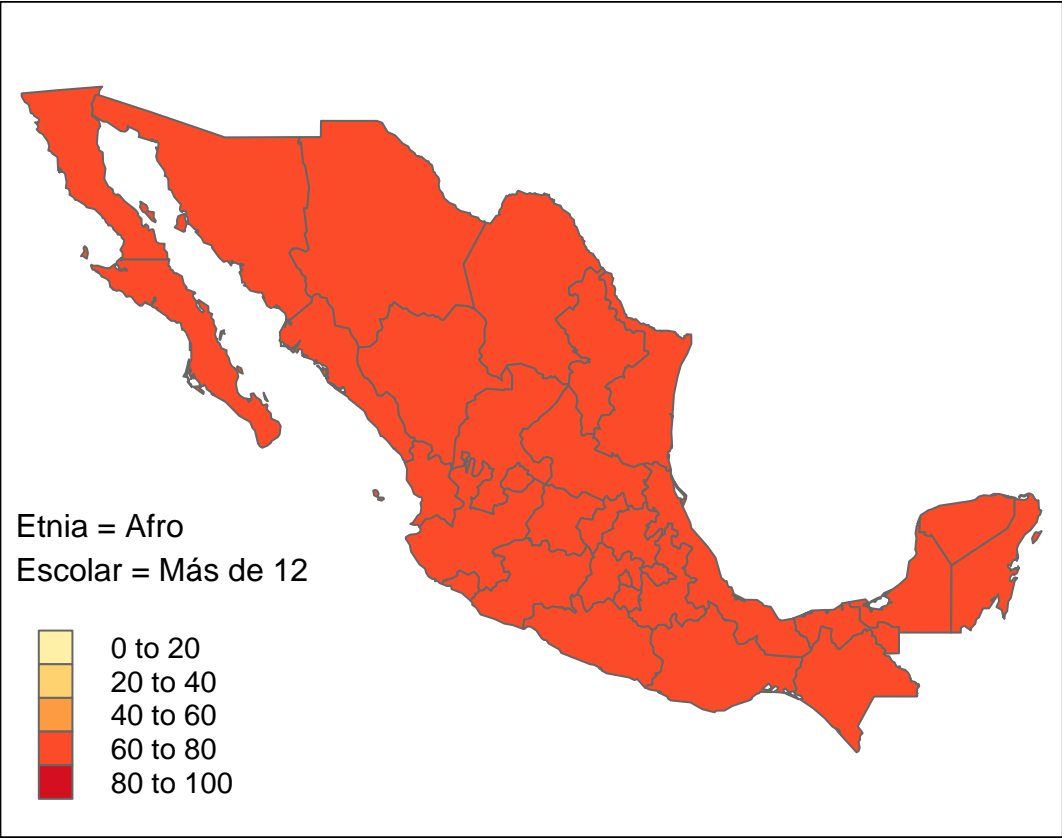 Etnia = Afro
Escolar = Más de 12
0 to 20
20 to 40
40 to 60
60 to 80
80 to 100